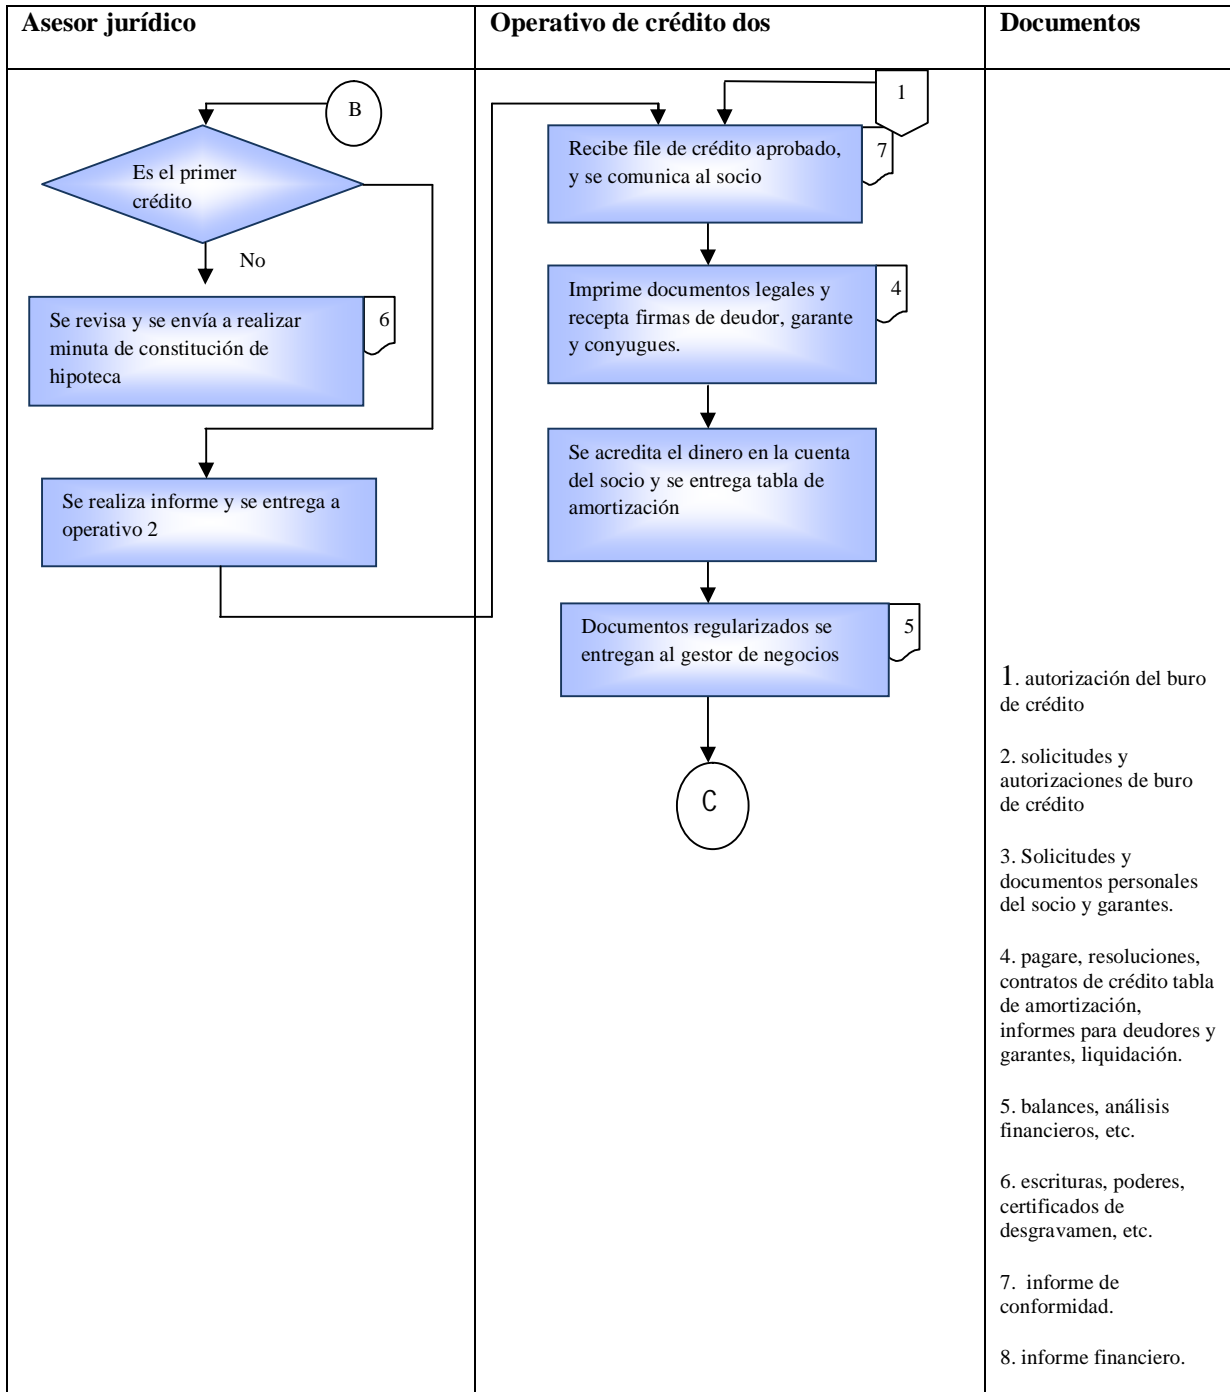 Asesor jurídico
Operativo de crédito dos
Documentos
B
Es el primer
crédito
No
Se revisa y se envía a realizar
minuta de constitución de
hipoteca
6
Se realiza informe y se entrega a
operativo 2
1
Recibe file de crédito aprobado,
y se comunica al socio
7
Imprime documentos legales y
recepta firmas de deudor, garante
y conyugues.
4
Se acredita el dinero en la cuenta
del socio y se entrega tabla de
amortización
Documentos regularizados se
entregan al gestor de negocios
5
C
1. autorización del buro
de crédito
2. solicitudes y
autorizaciones de buro
de crédito
3. Solicitudes y
documentos personales
del socio y garantes.
4. pagare, resoluciones,
contratos de crédito tabla
de amortización,
informes para deudores y
garantes, liquidación.
5. balances, análisis
financieros, etc.
6. escrituras, poderes,
certificados de
desgravamen, etc.
7. informe de
conformidad.
8. informe financiero.